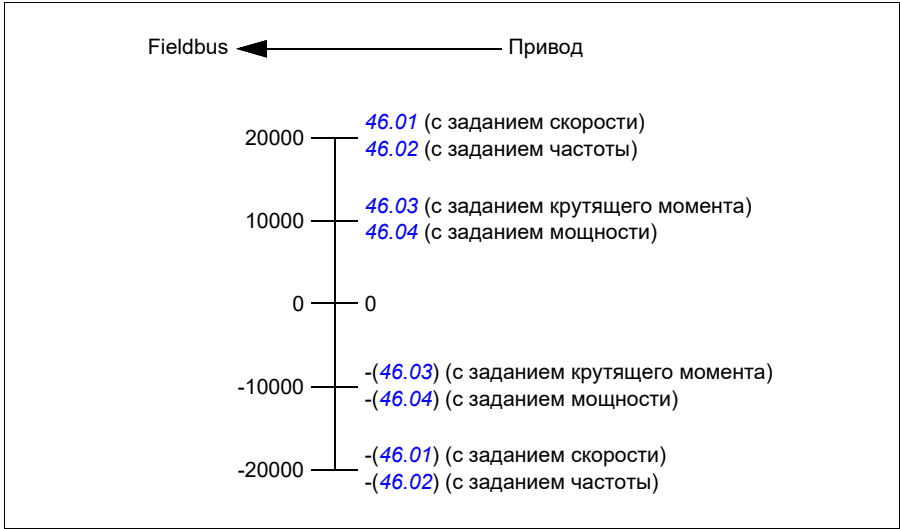 Fieldbus Привод
46.01 (с заданием скорости)
20000
46.02 (с заданием частоты)
46.03 (с заданием крутящего момента)
10000
46.04 (с заданием мощности)
0 0
-(46.03) (с заданием крутящего момента)
-10000
-(46.04) (с заданием мощности)
-(46.01) (с заданием скорости)
-20000
-(46.02) (с заданием частоты)